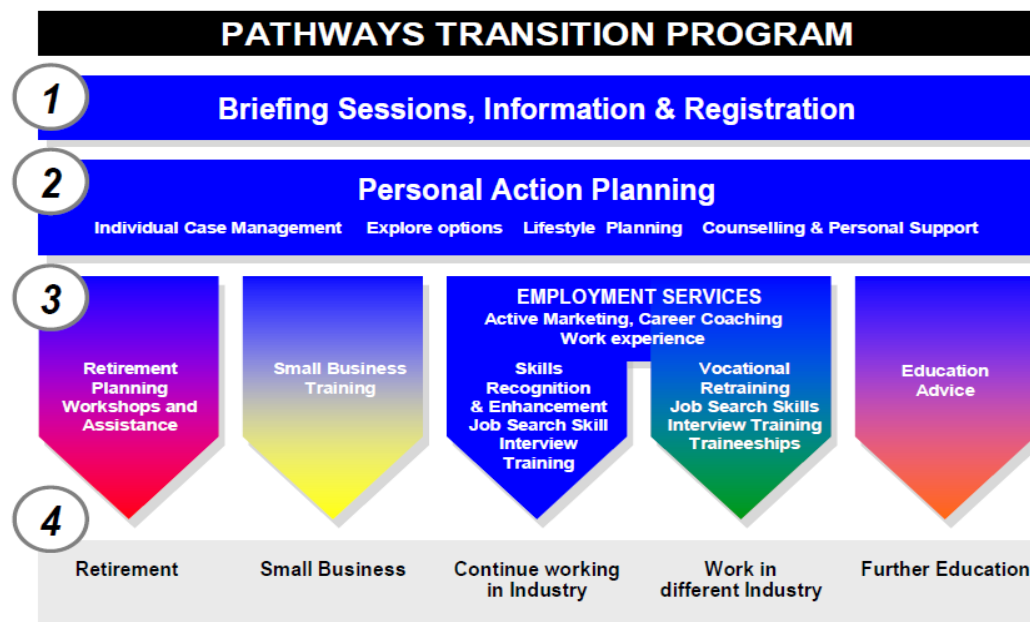 PATHWAYS TRANSITION PROGRAM
1
Briefing Sessions, Information & Registration
2
Personal Action Planning
Individual Case Management Explore options Lifestyle Planning Counselling & Personal Support
3
Retirement
Planning
Workshops and
Assistance
Small Business
Training
EMPLOYMENT SERVICES
Active Marketing, Career Coaching
Work experience
Skills
Recognition
& Enhancement
Job Search Skill
Interview
Training
Vocational
Retraining
Job Search Skills
Interview Training
Traineeships
Education
Advice
4
Retirement
Small Business
Continue working
in Industry
Work in
different Industry
Further Education